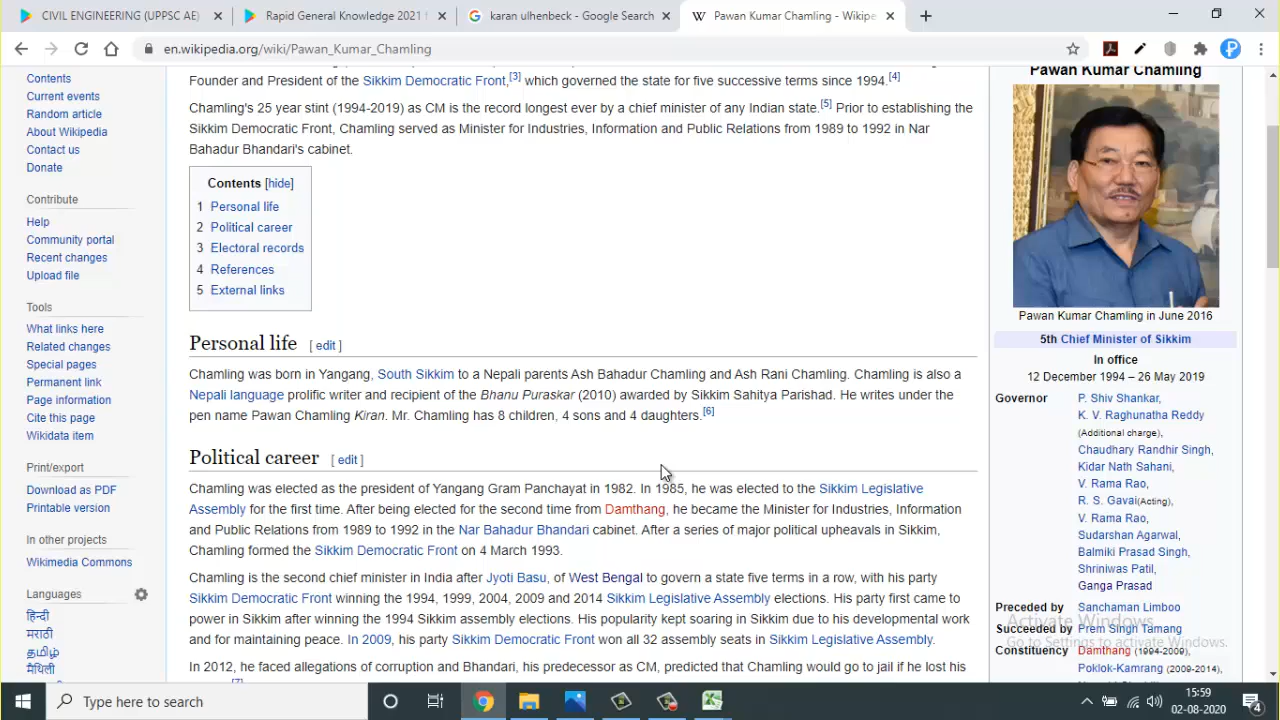 CIVIL ENGINEERING (UPPSC AE)
Rapid General Knowledge 2021 f
karan ulhenbeck - Google Search
Pawan Kumar Chamling - Wikipe
en.wikipedia.org/wiki/Pawan_Kumar_Chamling
Contents
Current events
Random article
About Wikipedia
Contact us
Donate
Contribute
Help
Community portal
Recent changes
Upload file
Tools
What links here
Related changes
Special pages
Permanent link
Page information
Cite this page
Wikidata item
Print/export
Download as PDF
Printable version
In other projects
Wikimedia Commons
Languages
हिन्दी
मराठी
தமிழ்
मैथिली
Founder and President of the Sikkim Democratic Front,[3] which governed the state for five successive terms since 1994.[4]
Chamling's 25 year stint (1994-2019) as CM is the record longest ever by a chief minister of any Indian state.[5] Prior to establishing the
Sikkim Democratic Front, Chamling served as Minister for Industries, Information and Public Relations from 1989 to 1992 in Nar
Bahadur Bhandari's cabinet.
Contents [hide]
1 Personal life
2 Political career
3 Electoral records
4 References
5 External links
Personal life [ edit ]
Chamling was born in Yangang, South Sikkim to a Nepali parents Ash Bahadur Chamling and Ash Rani Chamling. Chamling is also a
Nepali language prolific writer and recipient of the Bhanu Puraskar (2010) awarded by Sikkim Sahitya Parishad. He writes under the
pen name Pawan Chamling Kiran. Mr. Chamling has 8 children, 4 sons and 4 daughters.[6]
Political career [ edit ]
Chamling was elected as the president of Yangang Gram Panchayat in 1982. In 1985, he was elected to the Sikkim Legislative
Assembly for the first time. After being elected for the second time from Damthang, he became the Minister for Industries, Information
and Public Relations from 1989 to 1992 in the Nar Bahadur Bhandari cabinet. After a series of major political upheavals in Sikkim,
Chamling formed the Sikkim Democratic Front on 4 March 1993.
Chamling is the second chief minister in India after Jyoti Basu, of West Bengal to govern a state five terms in a row, with his party
Sikkim Democratic Front winning the 1994, 1999, 2004, 2009 and 2014 Sikkim Legislative Assembly elections. His party first came to
power in Sikkim after winning the 1994 Sikkim assembly elections. His popularity kept soaring in Sikkim due to his developmental work
and for maintaining peace. In 2009, his party Sikkim Democratic Front won all 32 assembly seats in Sikkim Legislative Assembly.
In 2012, he faced allegations of corruption and Bhandari, his predecessor as CM, predicted that Chamling would go to jail if he lost his
[7]
Pawan Kumar Chamling
Pawan Kumar Chamling in June 2016
5th Chief Minister of Sikkim
In office
12 December 1994 – 26 May 2019
Governor P. Shiv Shankar,
K. V. Raghunatha Reddy
(Additional charge),
Chaudhary Randhir Singh,
Kidar Nath Sahani,
V. Rama Rao,
R. S. Gavai(Acting),
V. Rama Rao,
Sudarshan Agarwal,
Balmiki Prasad Singh,
Shriniwas Patil,
Ganga Prasad
Preceded by Sanchaman Limboo
Succeeded by Prem Singh Tamang
Constituency Damthang (1994-2009),
Poklok-Kamrang (2009-2014),
Activate Windows
Go to Settings to activate Windows.
Type here to search
15:59
02-08-2020
4